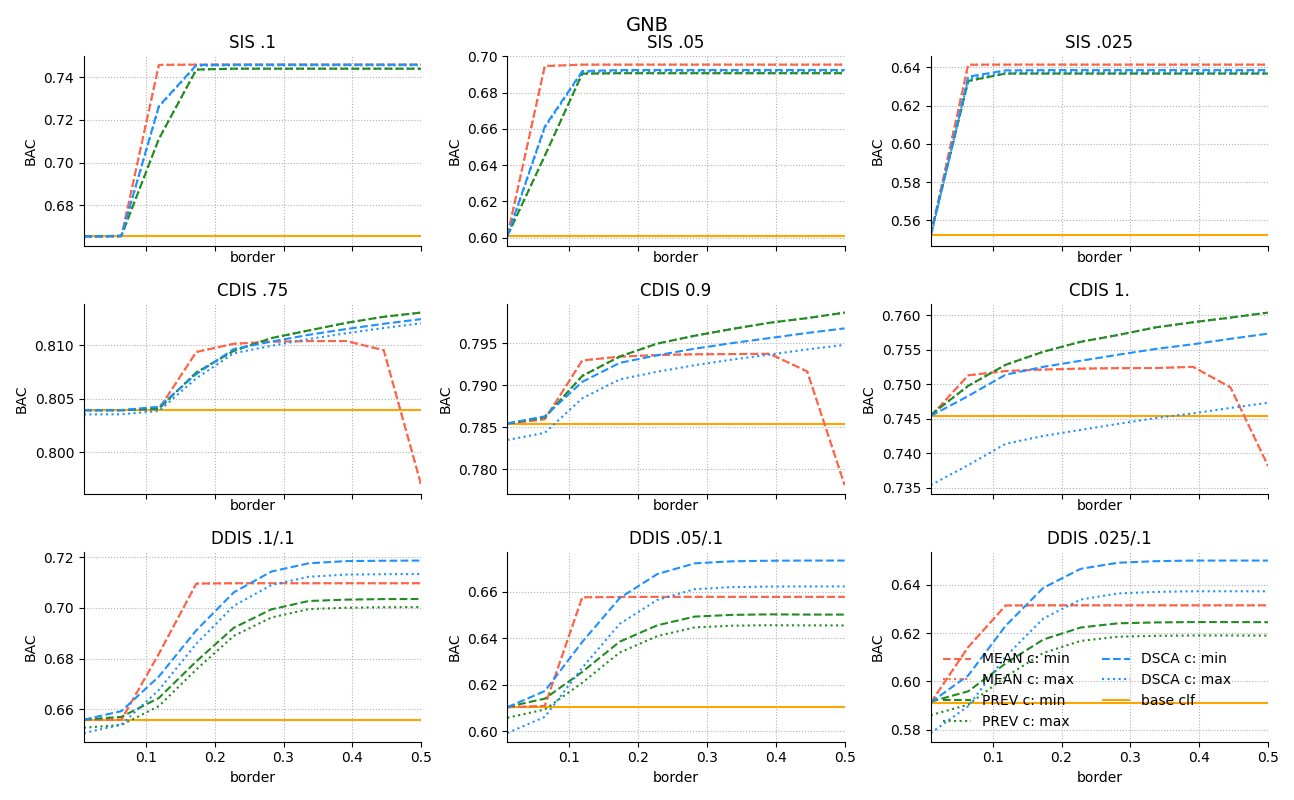 GNB
SIS .1
SIS .05
SIS .025
BAC
0.74
0.72
0.70
0.68
border
BAC
0.70
0.68
0.66
0.64
0.62
0.60
border
BAC
0.64
0.62
0.60
0.58
0.56
border
CDIS .75
CDIS 0.9
CDIS 1.
BAC
0.810
0.805
0.800
border
BAC
0.795
0.790
0.785
0.780
border
BAC
0.760
0.755
0.750
0.745
0.740
0.735
border
DDIS .1/.1
DDIS .05/.1
DDIS .025/.1
BAC
0.72
0.70
0.68
0.66
0.1 0.2 0.3 0.4 0.5
border
BAC
0.66
0.64
0.62
0.60
0.1 0.2 0.3 0.4 0.5
border
BAC
0.64
0.62
0.60
0.58
MEAN c: min
MEAN c: max
PREV c: min
PREV c: max
DSCA c: min
DSCA c: max
base clf
0.1 0.2 0.3 0.4 0.5
border